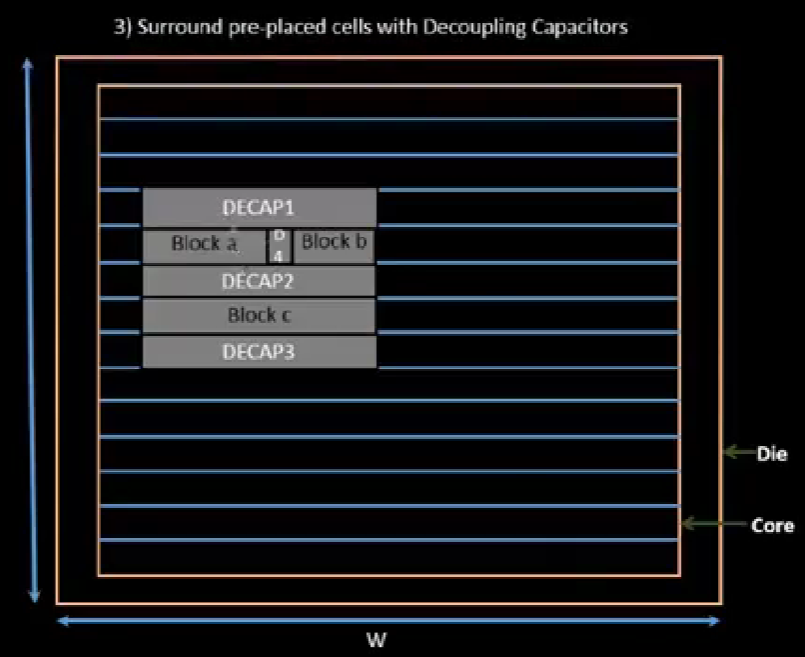 3) Surround pre-placed cells with Decoupling Capacitors
DECAP1
Block a
D
4
Block b
DECAP2
Block c
DECAP3
Die
Core
W